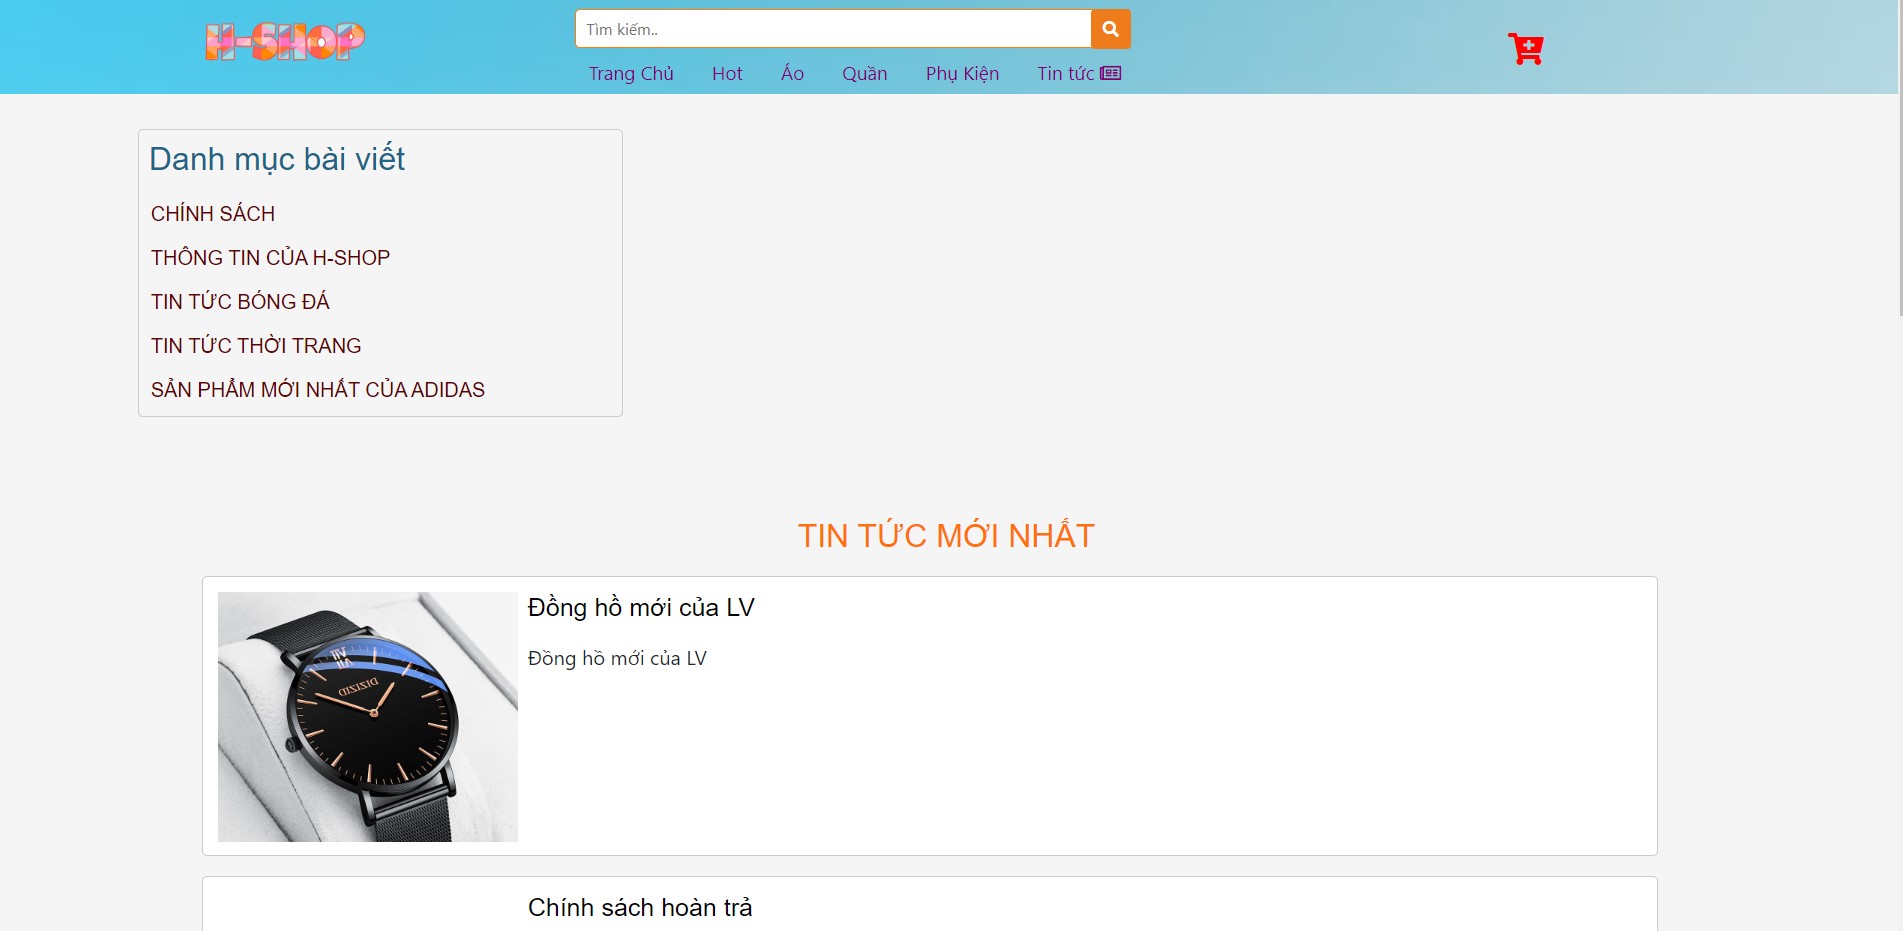 H-SHOP
Tìm kiếm..
Trang Chủ Hot Áo Quần Phụ Kiện Tin tức
Danh mục bài viết
CHÍNH SÁCH
THÔNG TIN CỦA H-SHOP
TIN TỨC BÓNG ĐÁ
TIN TỨC THỜI TRANG
SẢN PHẨM MỚI NHẤT CỦA ADIDAS
TIN TỨC MỚI NHẤT
Đồng hồ mới của LV
Đồng hồ mới của LV
DIZIZID
Chính sách hoàn trả